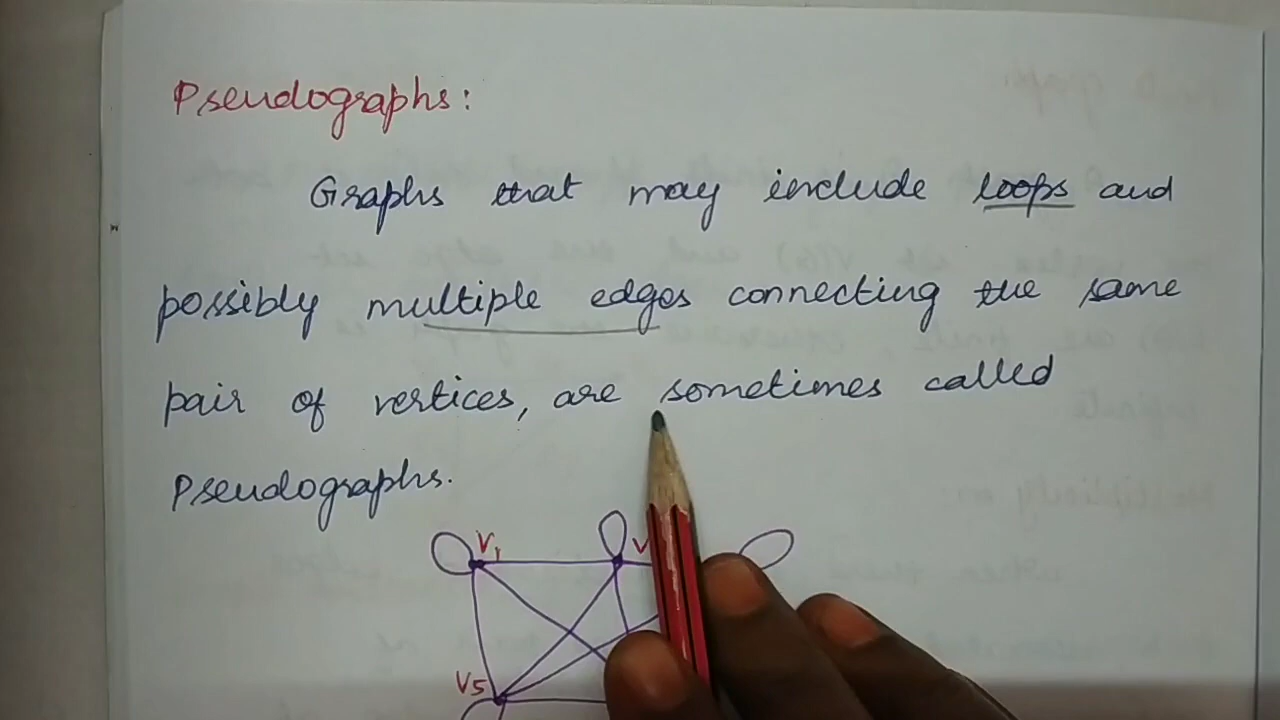 Pseudographs:
Graphs that may include loops and
possibly multiple edges connecting the same
pair of vertices, are sometimes called
Pseudographs.
V1 V
V5